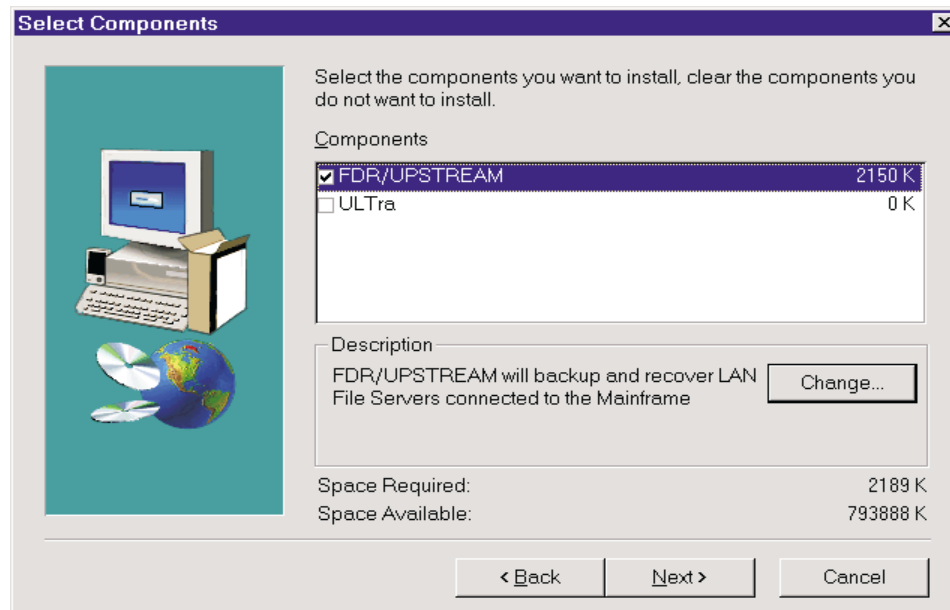 Select Components
Select the components you want to install, clear the components you
do not want to install.
Components
FDR/UPSTREAM 2150 K
ULTra 0 K
Description
FDR/UPSTREAM will backup and recover LAN
File Servers connected to the Mainframe
Change...
Space Required: 2189 K
Space Available: 793888 K
< Back Next > Cancel